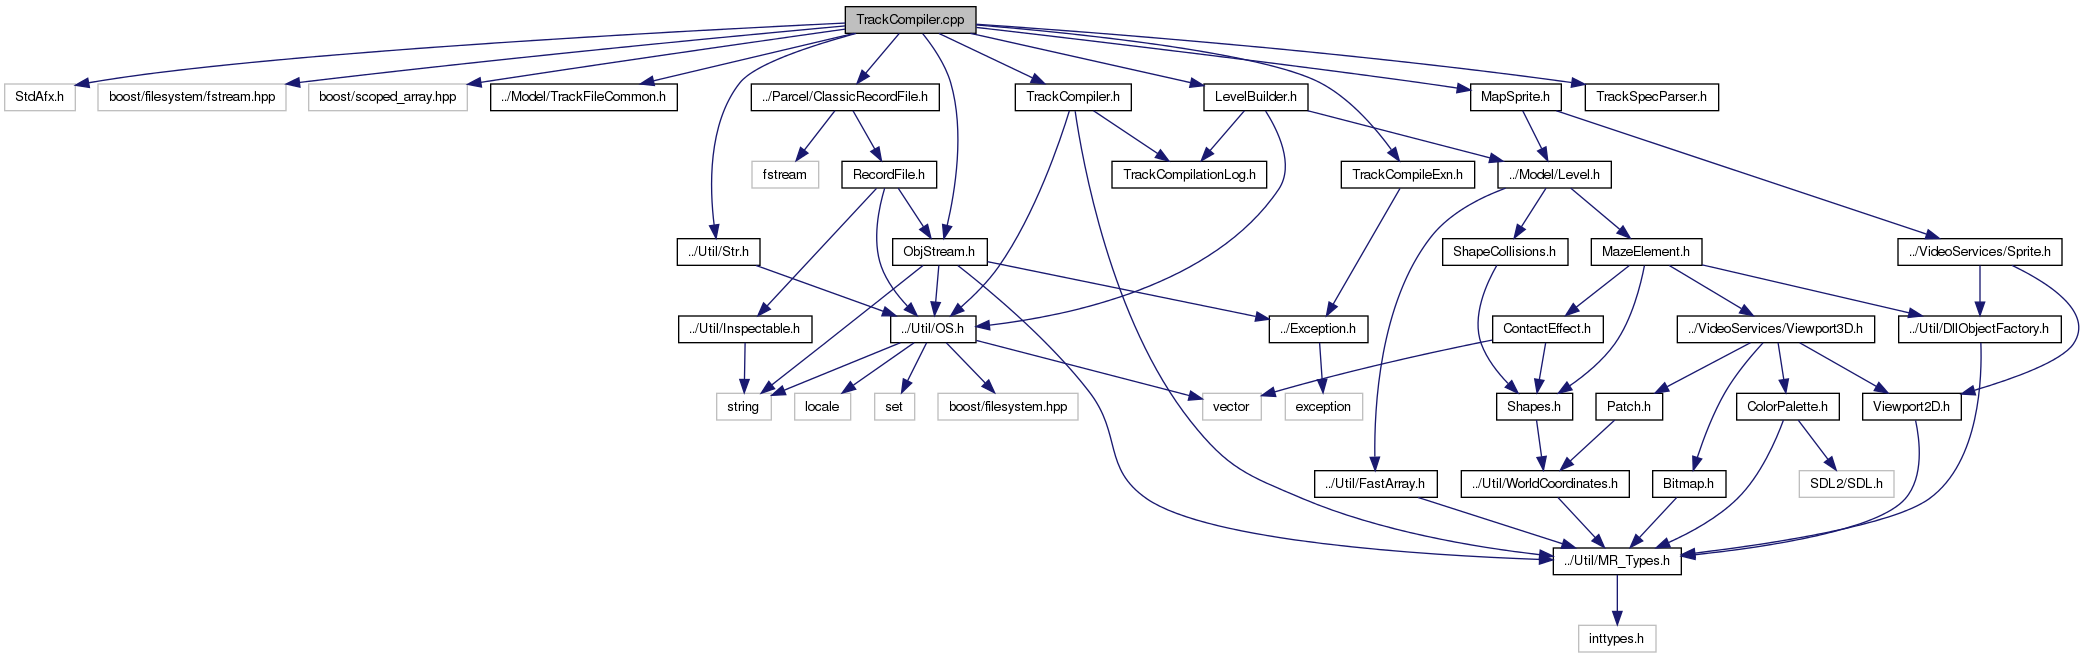 TrackCompiler.cpp
StdAfx.h
boost/filesystem/fstream.hpp
boost/scoped_array.hpp
../Model/TrackFileCommon.h
../Parcel/ClassicRecordFile.h
TrackCompiler.h
LevelBuilder.h
MapSprite.h
TrackSpecParser.h
fstream
RecordFile.h
TrackCompilationLog.h
TrackCompileExn.h
../Model/Level.h
../Util/Str.h
ObjStream.h
ShapeCollisions.h
MazeElement.h
../VideoServices/Sprite.h
../Util/Inspectable.h
../Util/OS.h
../Exception.h
ContactEffect.h
../VideoServices/Viewport3D.h
../Util/DllObjectFactory.h
string
locale
set
boost/filesystem.hpp
vector
exception
Shapes.h
Patch.h
ColorPalette.h
Viewport2D.h
../Util/FastArray.h
../Util/WorldCoordinates.h
Bitmap.h
SDL2/SDL.h
../Util/MR_Types.h
inttypes.h